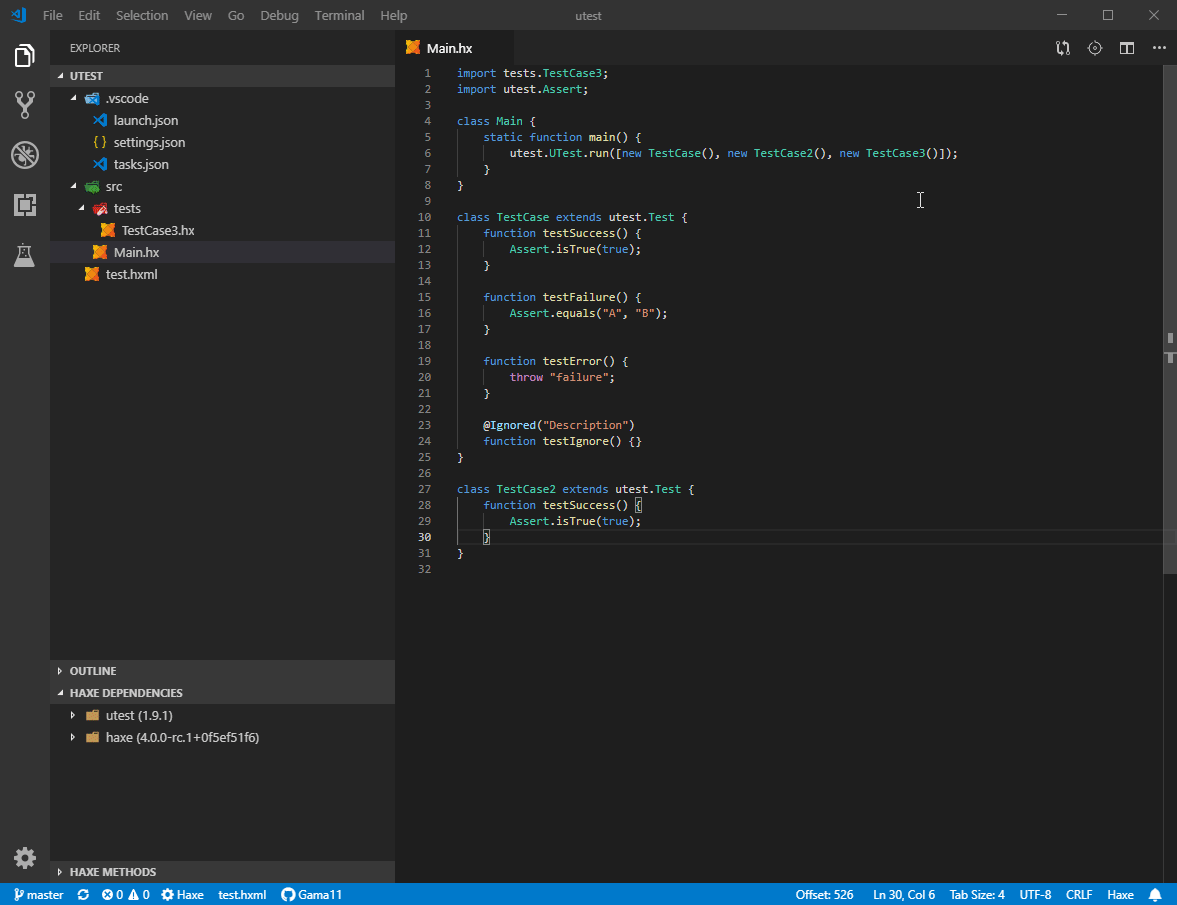 File Edit Selection View Go Debug Terminal Help utest
EXPLORER
UTEST
.vscode
launch.json
{ } settings.json
tasks.json
src
tests
TestCase3.hx
Main.hx
test.hxml
OUTLINE
HAXE DEPENDENCIES
utest (1.9.1)
haxe (4.0.0-rc.1+0f5ef51f6)
HAXE METHODS
Main.hx
1 import tests.TestCase3;
2 import utest.Assert;
3
4 class Main {
5 static function main() {
6 utest.UTest.run([new TestCase(), new TestCase2(), new TestCase3()]);
7 }
8 }
9
10 class TestCase extends utest.Test {
11 function testSuccess() {
12 Assert.isTrue(true);
13 }
14
15 function testFailure() {
16 Assert.equals("A", "B");
17 }
18
19 function testError() {
20 throw "failure";
21 }
22
23 @Ignored("Description")
24 function testIgnore() {}
25 }
26
27 class TestCase2 extends utest.Test {
28 function testSuccess() {
29 Assert.isTrue(true);
30 }
31 }
32
master 0 0 Haxe test.hxml Gama11 Offset: 526 Ln 30, Col 6 Tab Size: 4 UTF-8 CRLF Haxe